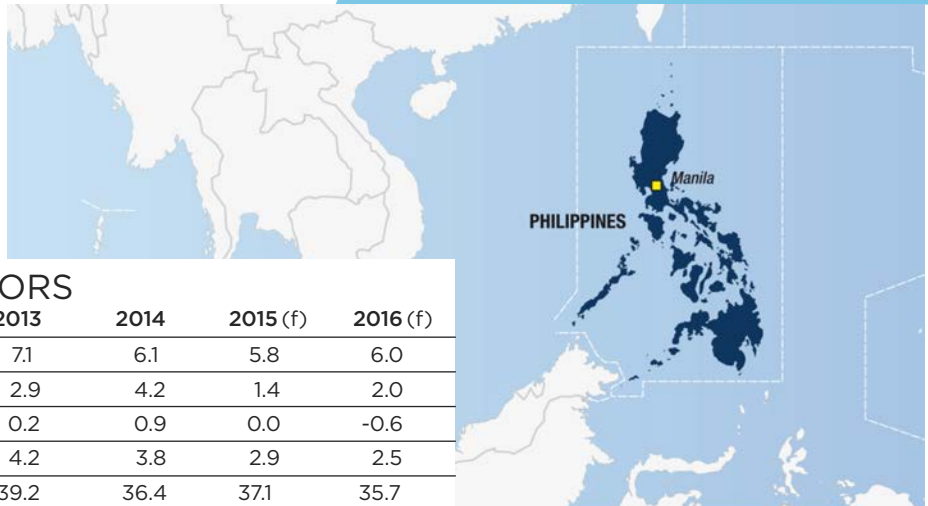 Manila
PHILIPPINES
ORS
2013 2014 2015 (f) 2016 (f)
7.1 6.1 5.8 6.0
2.9 4.2 1.4 2.0
0.2 0.9 0.0 -0.6
4.2 3.8 2.9 2.5
39.2 36.4 37.1 35.7